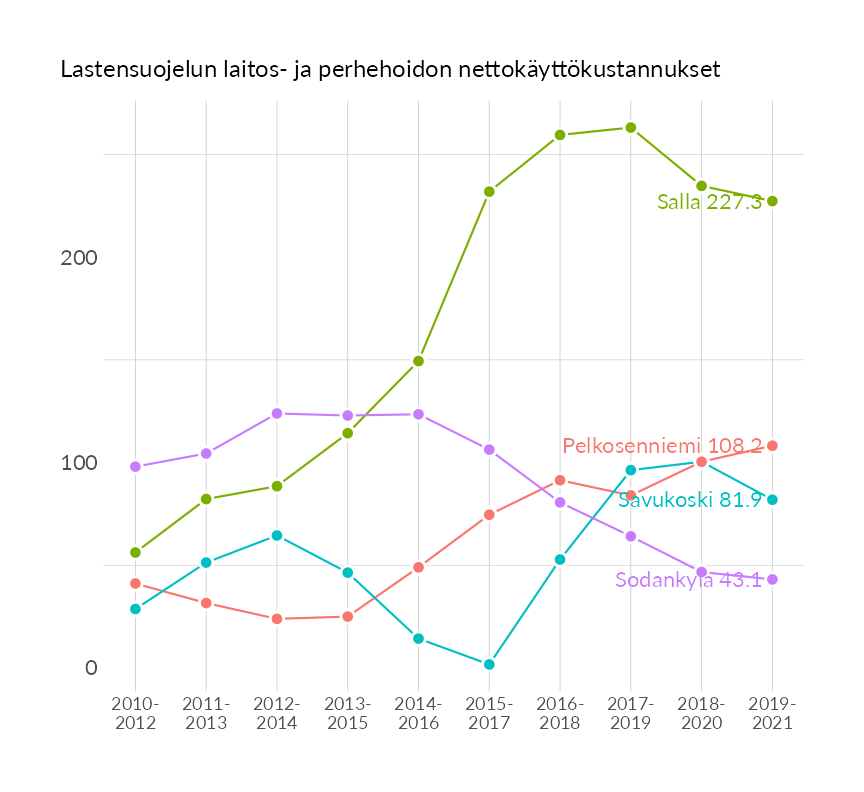 Lastensuojelun laitos- ja perhehoidon nettokäyttökustannukset
Salla 227.3
200
Pelkosenniemi 108.2
100
Savukoski 81.9
Sodankylä 43.1
0
2010- 2011- 2012- 2013- 2014- 2015- 2016- 2017- 2018- 2019-
2012 2013 2014 2015 2016 2017 2018 2019 2020 2021